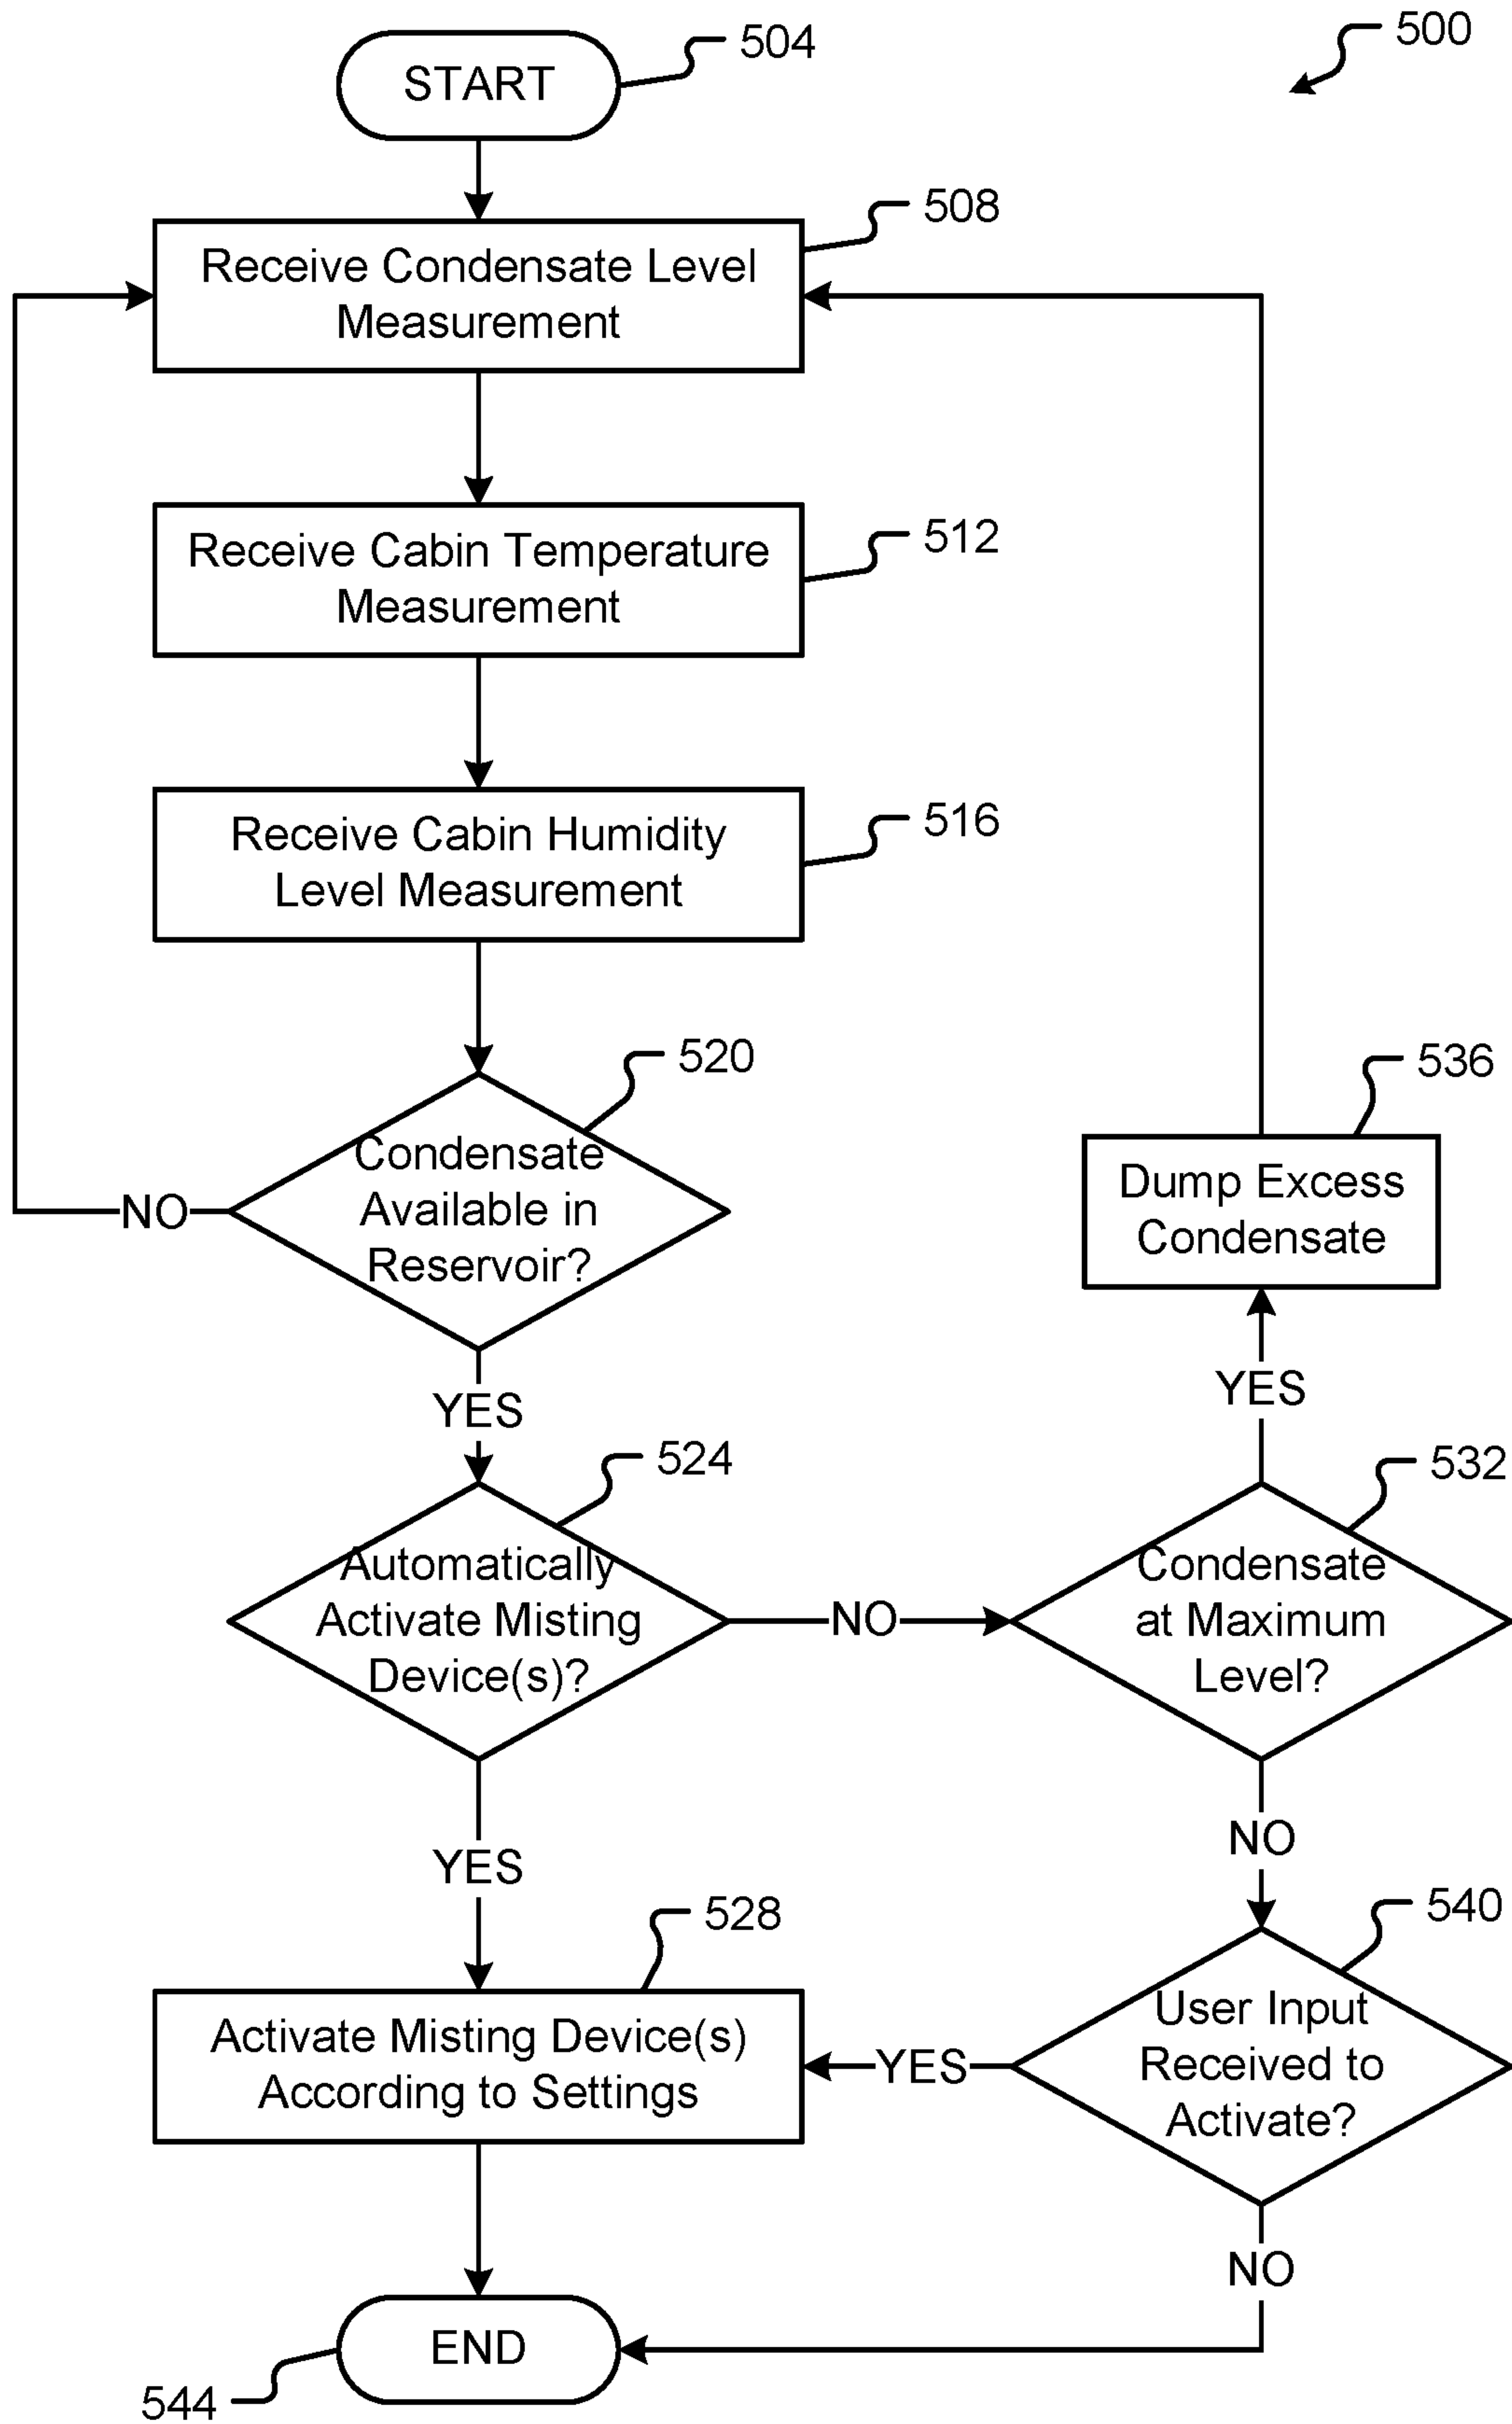 500
START
504
Receive Condensate Level
Measurement
508
Receive Cabin Temperature
Measurement
512
Receive Cabin Humidity
Level Measurement
516
Condensate
Available in
Reservoir?
520
NO
YES
Automatically
Activate Misting
Device(s)?
524
NO
YES
Condensate
at Maximum
Level?
532
YES
Dump Excess
Condensate
536
NO
User Input
Received to
Activate?
540
YES
NO
Activate Misting Device(s)
According to Settings
528
END
544